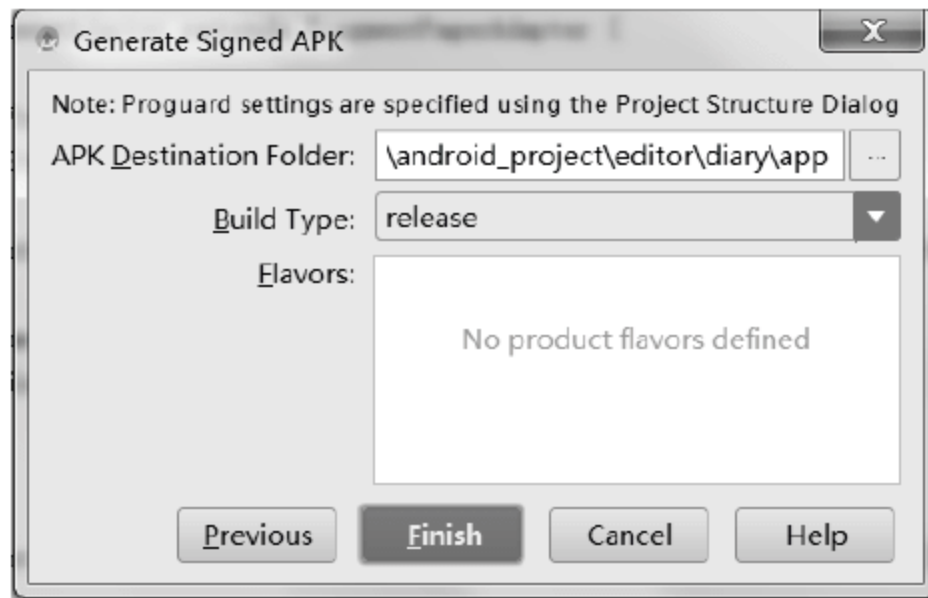 Generate Signed APK
Note: Proguard settings are specified using the Project Structure Dialog
APK Destination Folder: \android_project\editor\diary\app ...
Build Type: release
Flavors:
No product flavors defined
Previous Finish Cancel Help